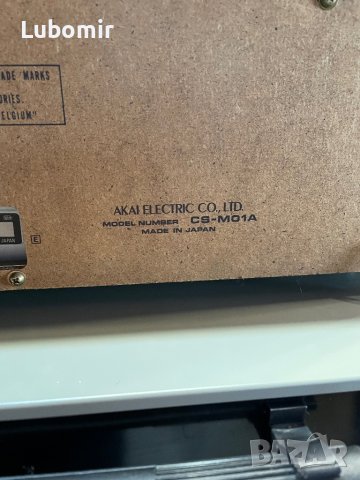 Lubomir
ADE MARKS
ORIES.
ELGIUM"
AKAI ELECTRIC CO., LTD.
MODEL NUMBER CS-M01A
MADE IN JAPAN
JAPAN
E
BAZAR